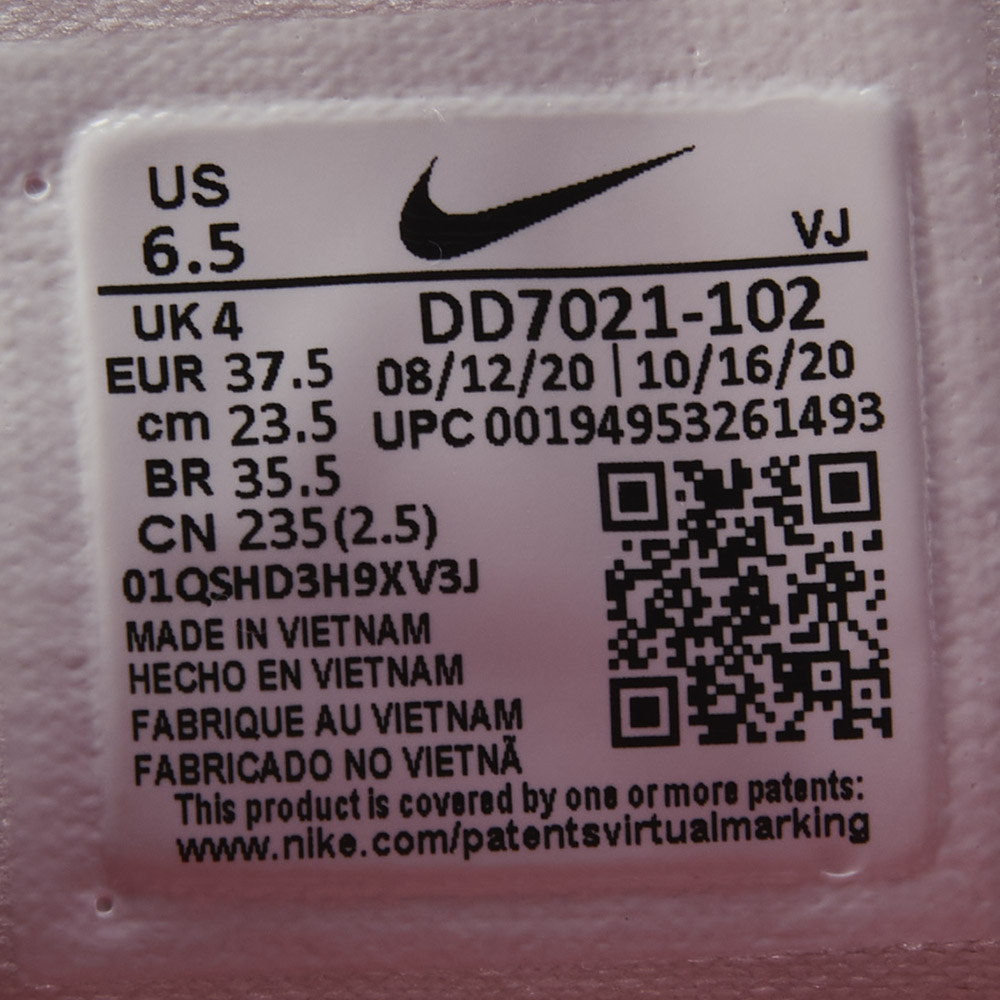 US
6.5
VJ
UK 4
DD7021-102
EUR 37.5
08/12/20 | 10/16/20
cm 23.5
UPC 001949532​61493
BR 35.5
CN 235(2.5)
01QSHD3H9XV3J
MADE IN VIETNAM
HECHO EN VIETNAM
FABRIQUE AU VIETNAM
FABRICADO NO VIETNÃ
This product is covered by one or more patents:
www.nike.com/patentsvirtualmarking